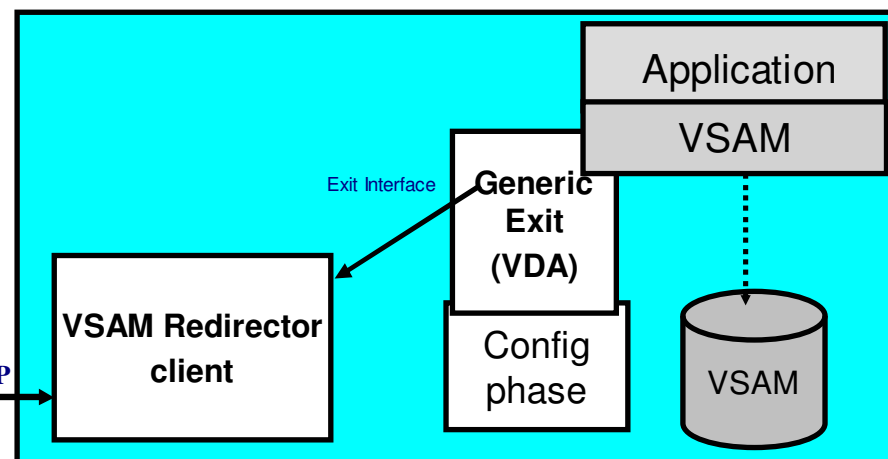 Application
VSAM
Exit Interface
Generic
Exit
(VDA)
VSAM Redirector
client
Config
phase
VSAM
P